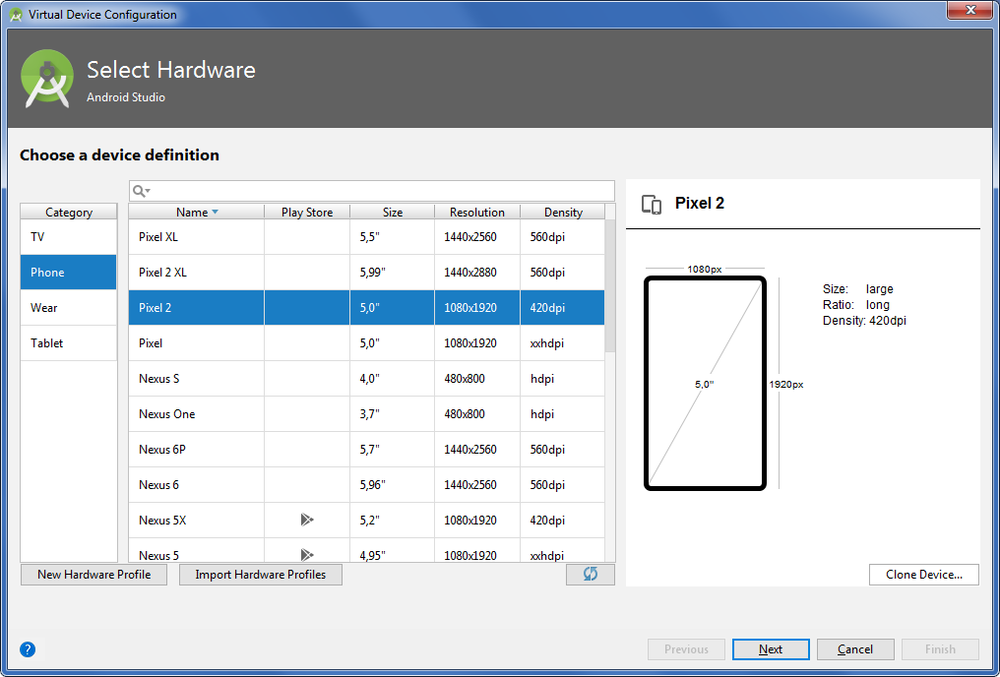 Virtual Device Configuration
Select Hardware
Android Studio
Choose a device definition
Category
TV
Phone
Wear
Tablet
Name Play Store Size Resolution Density
Pixel XL 5,5" 1440x2560 560dpi
Pixel 2 XL 5,99" 1440x2880 560dpi
Pixel 2 5,0" 1080x1920 420dpi
Pixel 5,0" 1080x1920 xxhdpi
Nexus S 4,0" 480x800 hdpi
Nexus One 3,7" 480x800 hdpi
Nexus 6P 5,7" 1440x2560 560dpi
Nexus 6 5,96" 1440x2560 560dpi
Nexus 5X 5,2" 1080x1920 420dpi
Nexus 5 4,95" 1080x1920 xxhdpi
New Hardware Profile Import Hardware Profiles
Pixel 2
1080px
5,0"
1920px
Size: large
Ratio: long
Density: 420dpi
Clone Device...
?
Previous Next Cancel Finish